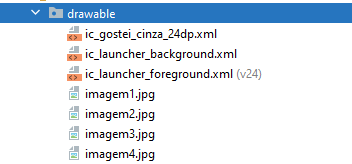 drawable
ic_gostei_cinza_24dp.xml
ic_launcher_background.xml
ic_launcher_foreground.xml (v24)
imagem1.jpg
imagem2.jpg
imagem3.jpg
imagem4.jpg